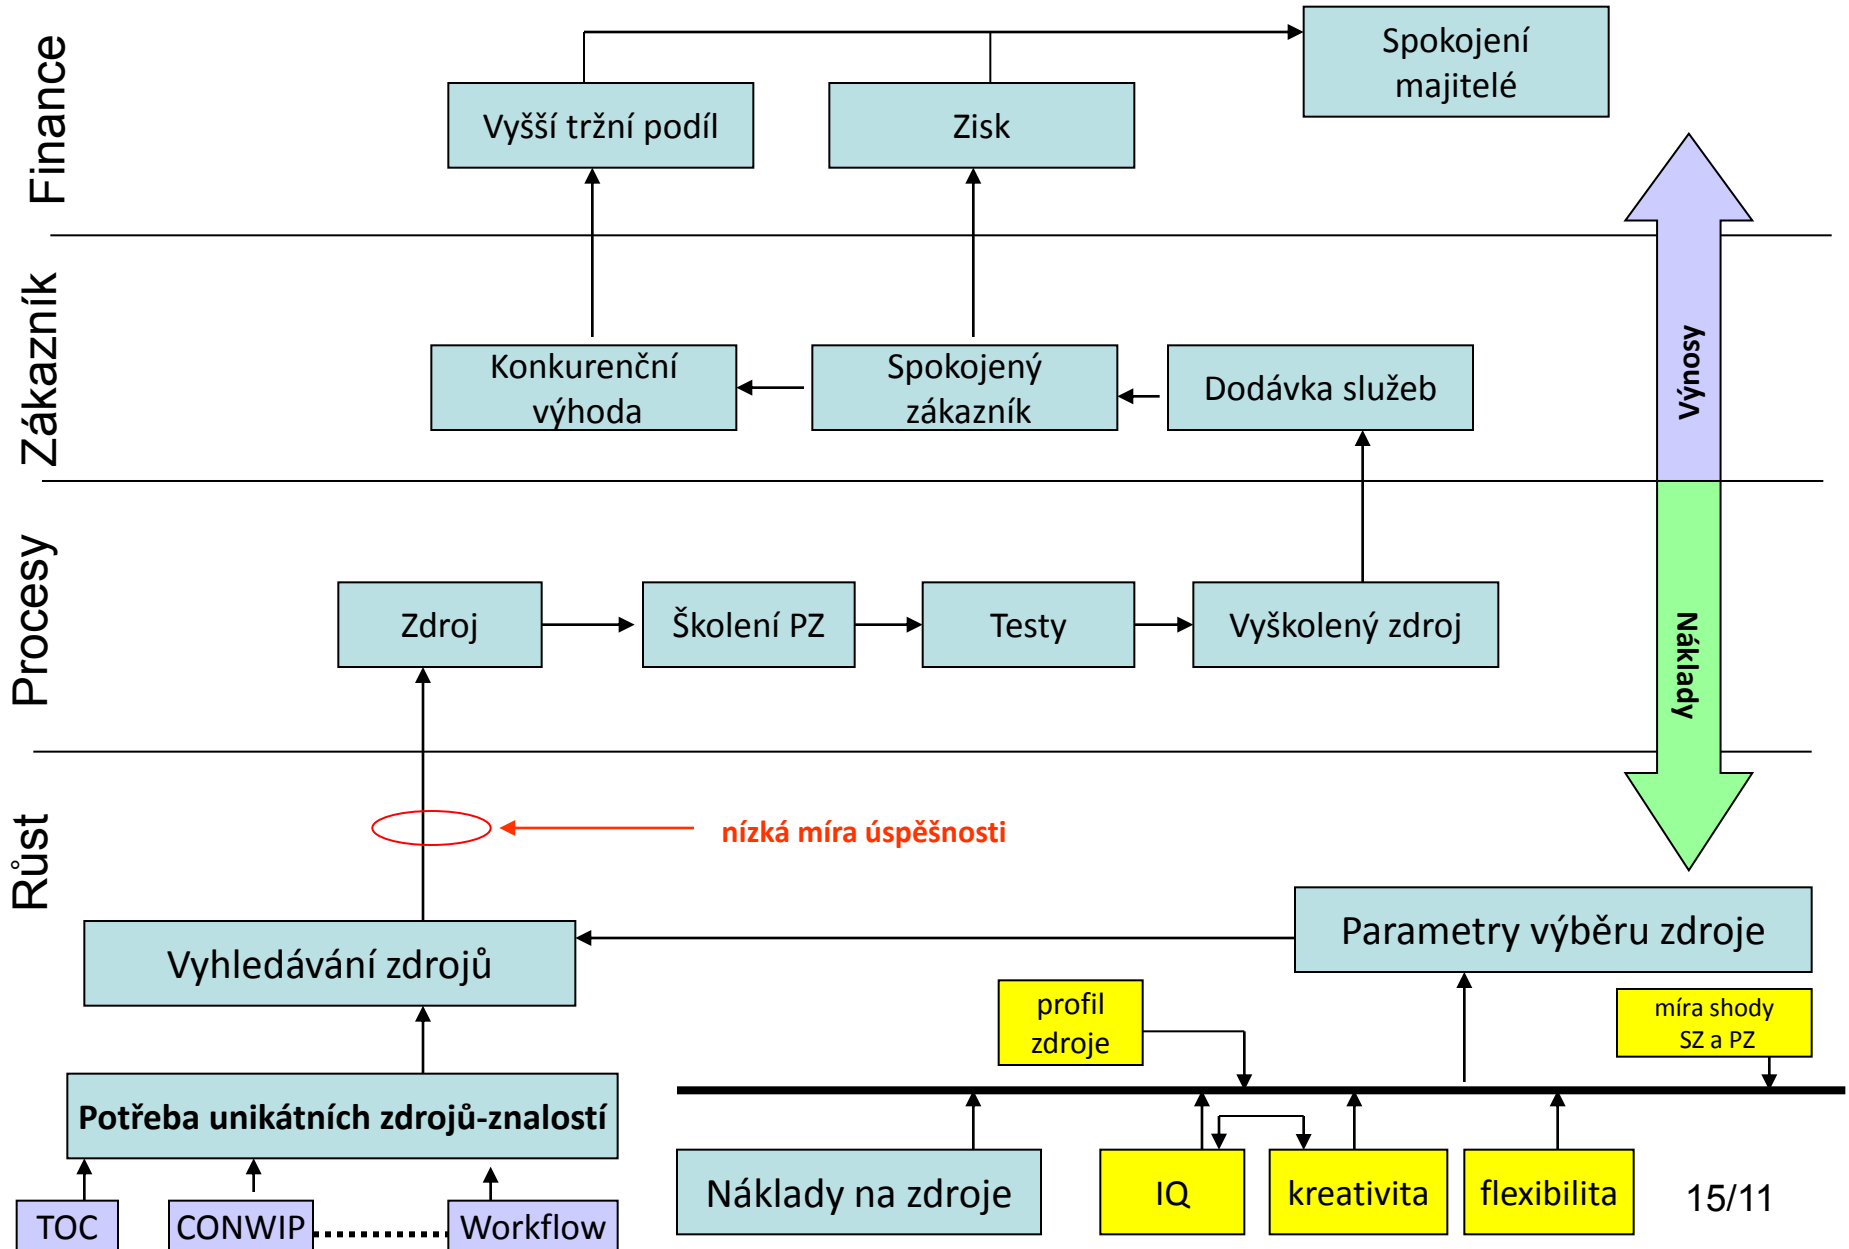 Finance
Spokojení
majitelé
Vyšší tržní podíl
Zisk
Zákazník
Konkurenční
výhoda
Spokojený
zákazník
Dodávka služeb
Výnosy
Procesy
Zdroj
Školení PZ
Testy
Vyškolený zdroj
Náklady
Růst
nízká míra úspěšnosti
Vyhledávání zdrojů
Parametry výběru zdroje
profil
zdroje
míra shody
SZ a PZ
Potřeba unikátních zdrojů-znalostí
Náklady na zdroje
IQ
kreativita
flexibilita
15/11
TOC
CONWIP
Workflow